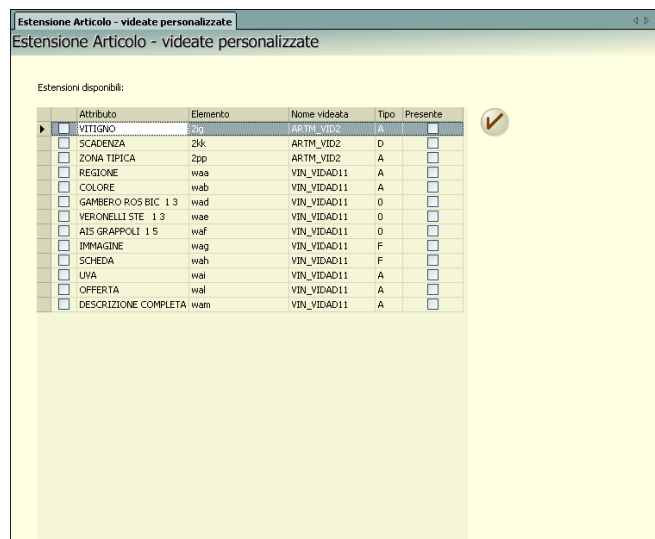 Estensione Articolo - videate personalizzate
Estensione Articolo - videate personalizzate
Estensioni disponibili:
Attributo Elemento Nome videata Tipo Presente
VITIGNO 2ig ARTM_VID2 A
SCADENZA 2kk ARTM_VID2 D
ZONA TIPICA 2pp ARTM_VID2 A
REGIONE waa VIN_VIDAD11 A
COLORE wab VIN_VIDAD11 A
GAMBERO ROS BIC 1 3 wad VIN_VIDAD11 0
VERONELLI STE 1 3 wae VIN_VIDAD11 0
AIS GRAPPOLI 1 5 waf VIN_VIDAD11 0
IMMAGINE wag VIN_VIDAD11 F
SCHEDA wah VIN_VIDAD11 F
UVA wai VIN_VIDAD11 A
OFFERTA wal VIN_VIDAD11 A
DESCRIZIONE COMPLETA wam VIN_VIDAD11 A